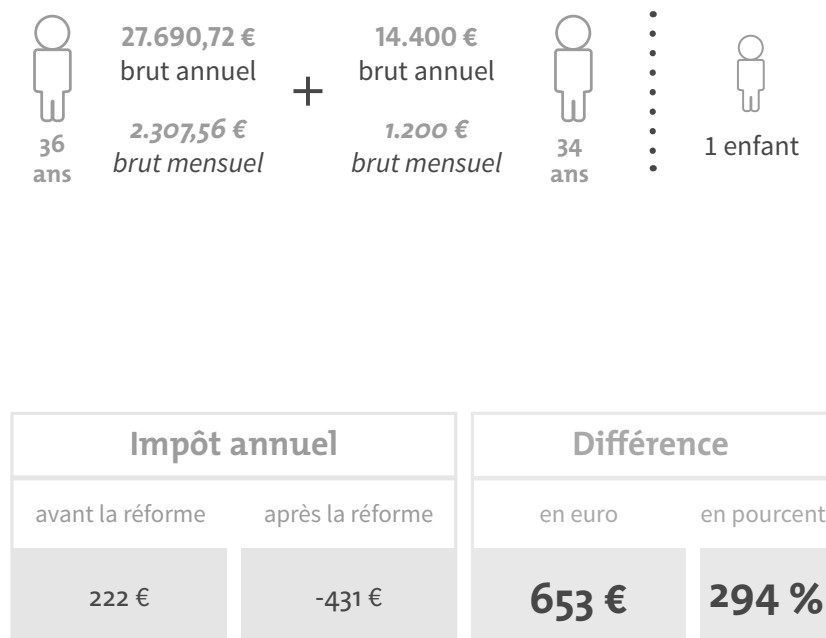 27.690,72 €
brut annuel
2.307,56 €
brut mensuel
36
ans
+
14.400 €
brut annuel
1.200 €
brut mensuel
34
ans
1 enfant
Impôt annuel
Différence
avant la réforme
après la réforme
en euro
en pourcent
222 €
-431 €
653 €
294 %